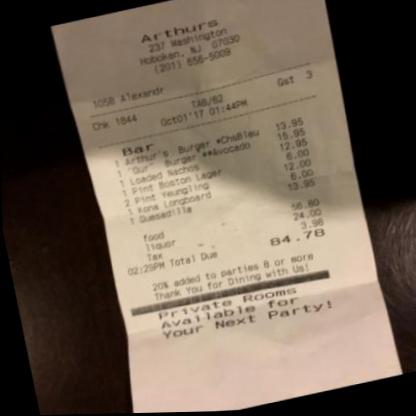 Arthurs
237 Washington
Hoboken, NJ 07030
(201) 656-5009
1058 Alexandr
Gst 3
TAB/62
Chk 1844 Oct01'17 01:44PM
Bar
1 Arthur's Burger *ChsBleu 13.95
1 "Our" Burger **Avocado 15.95
1 Loaded Nachos 12.95
1 Pint Boston Lager 6.00
2 Pint Yeungling 12.00
1 Kona Longboard 6.00
1 Quesadilla 13.95
food 56.80
liquor 24.00
Tax 3.98
02:29PM Total Due 84.78
20% added to parties 8 or more
Thank You for Dining with Us!
Private Rooms
Available for
Your Next Party!